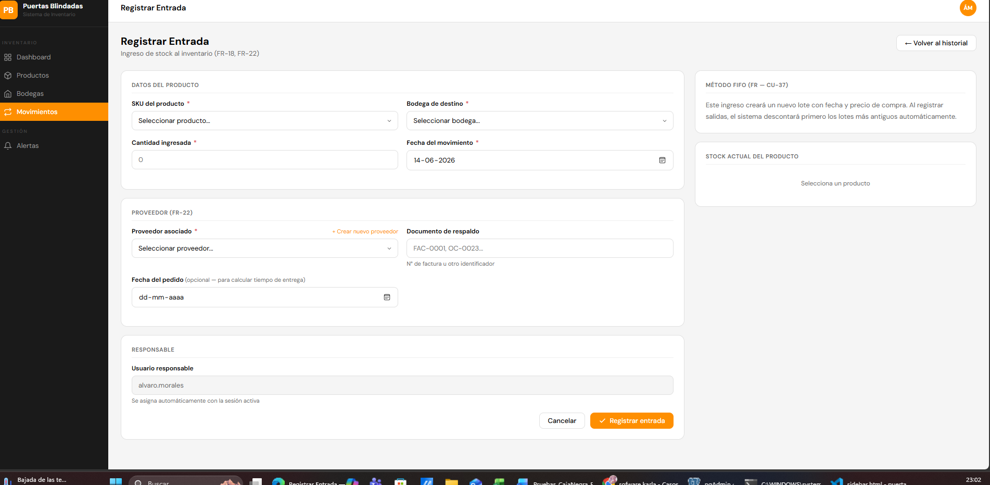 PB
Puertas Blindadas
Sistema de Inventario
INVENTARIO
Dashboard
Productos
Bodegas
Movimientos
GESTIÓN
Alertas
Registrar Entrada
ÁM
Registrar Entrada
Ingreso de stock al inventario (FR-18, FR-22)
← Volver al historial
DATOS DEL PRODUCTO
SKU del producto *
Seleccionar producto...
Bodega de destino *
Seleccionar bodega...
Cantidad ingresada *
0
Fecha del movimiento *
14-06-2026
PROVEEDOR (FR-22)
Proveedor asociado *
+ Crear nuevo proveedor
Seleccionar proveedor...
Documento de respaldo
FAC-0001, OC-0023...
N° de factura u otro identificador
Fecha del pedido (opcional — para calcular tiempo de entrega)
dd-mm-aaaa
RESPONSABLE
Usuario responsable
alvaro.morales
Se asigna automáticamente con la sesión activa
Cancelar
Registrar entrada
MÉTODO FIFO (FR — CU-37)
Este ingreso creará un nuevo lote con fecha y precio de compra. Al registrar
salidas, el sistema descontará primero los lotes más antiguos automáticamente.
STOCK ACTUAL DEL PRODUCTO
Selecciona un producto
Bajada de las te...
Buscar
Registrar Entrada —
Pruebas_CajaNegra_
C:\WINDOWS\system
sidebar.html - puerta
23:02